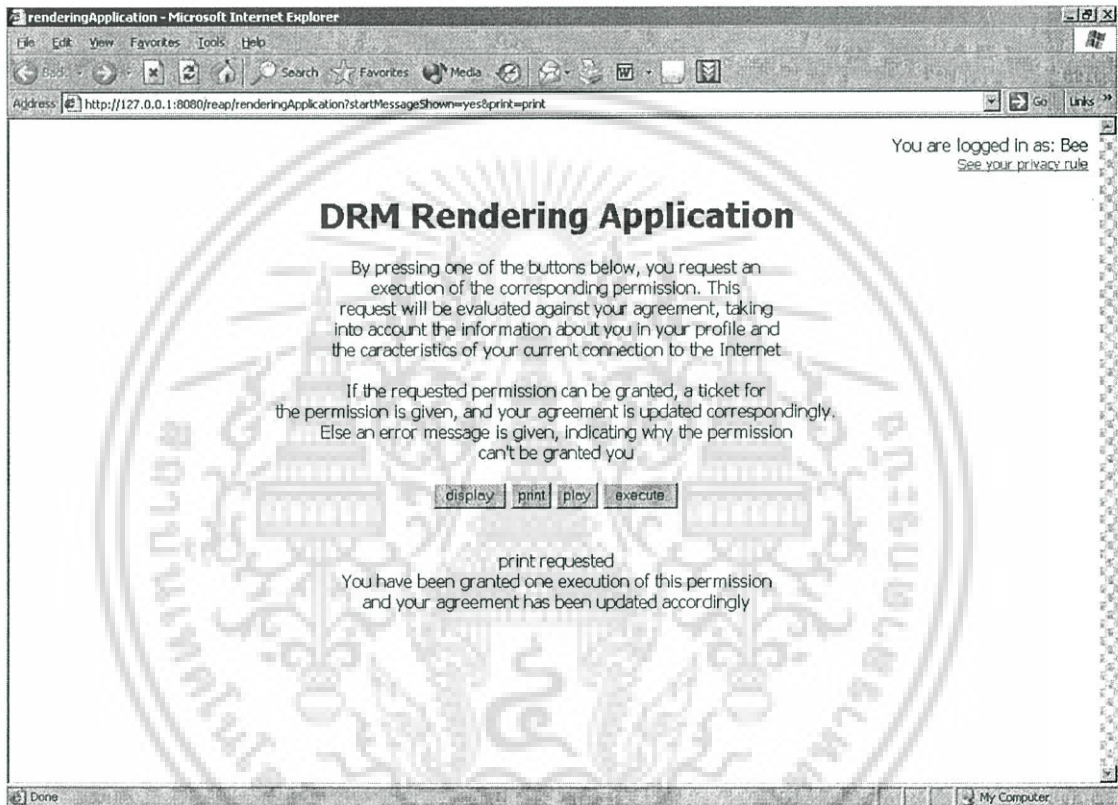 renderingApplication - Microsoft Internet Explorer
File Edit View Favorites Tools Help
Back Search Favorites Media
Address http://127.0.0.1:8080/reap/renderingApplication?startMessageShown=yes&print=print Go Links »
You are logged in as: Bee
See your privacy rule
DRM Rendering Application
By pressing one of the buttons below, you request an
execution of the corresponding permission. This
request will be evaluated against your agreement, taking
into account the information about you in your profile and
the caracteristics of your current connection to the Internet
If the requested permission can be granted, a ticket for
the permission is given, and your agreement is updated correspondingly.
Else an error message is given, indicating why the permission
can't be granted you
display print play execute
print requested
You have been granted one execution of this permission
and your agreement has been updated accordingly
Done My Computer